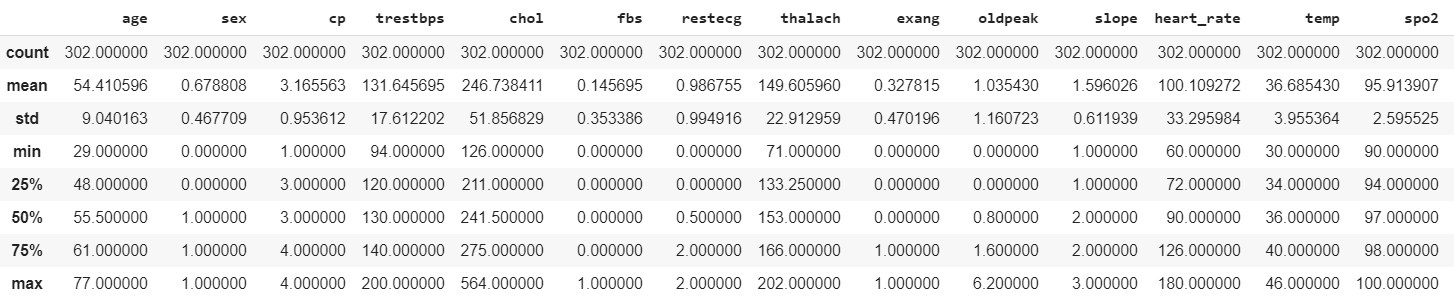 age sex cp trestbps chol fbs restecg thalach exang oldpeak slope heart_rate temp spo2
count 302.000000 302.000000 302.000000 302.000000 302.000000 302.000000 302.000000 302.000000 302.000000 302.000000 302.000000 302.000000 302.000000 302.000000
mean 54.410596 0.678808 3.165563 131.645695 246.738411 0.145695 0.986755 149.605960 0.327815 1.035430 1.596026 100.109272 36.685430 95.913907
std 9.040163 0.467709 0.953612 17.612202 51.856829 0.353386 0.994916 22.912959 0.470196 1.160723 0.611939 33.295984 3.955364 2.595525
min 29.000000 0.000000 1.000000 94.000000 126.000000 0.000000 0.000000 71.000000 0.000000 0.000000 1.000000 60.000000 30.000000 90.000000
25% 48.000000 0.000000 3.000000 120.000000 211.000000 0.000000 0.000000 133.250000 0.000000 0.000000 1.000000 72.000000 34.000000 94.000000
50% 55.500000 1.000000 3.000000 130.000000 241.500000 0.000000 0.500000 153.000000 0.000000 0.800000 2.000000 90.000000 36.000000 97.000000
75% 61.000000 1.000000 4.000000 140.000000 275.000000 0.000000 2.000000 166.000000 1.000000 1.600000 2.000000 126.000000 40.000000 98.000000
max 77.000000 1.000000 4.000000 200.000000 564.000000 1.000000 2.000000 202.000000 1.000000 6.200000 3.000000 180.000000 46.000000 100.000000